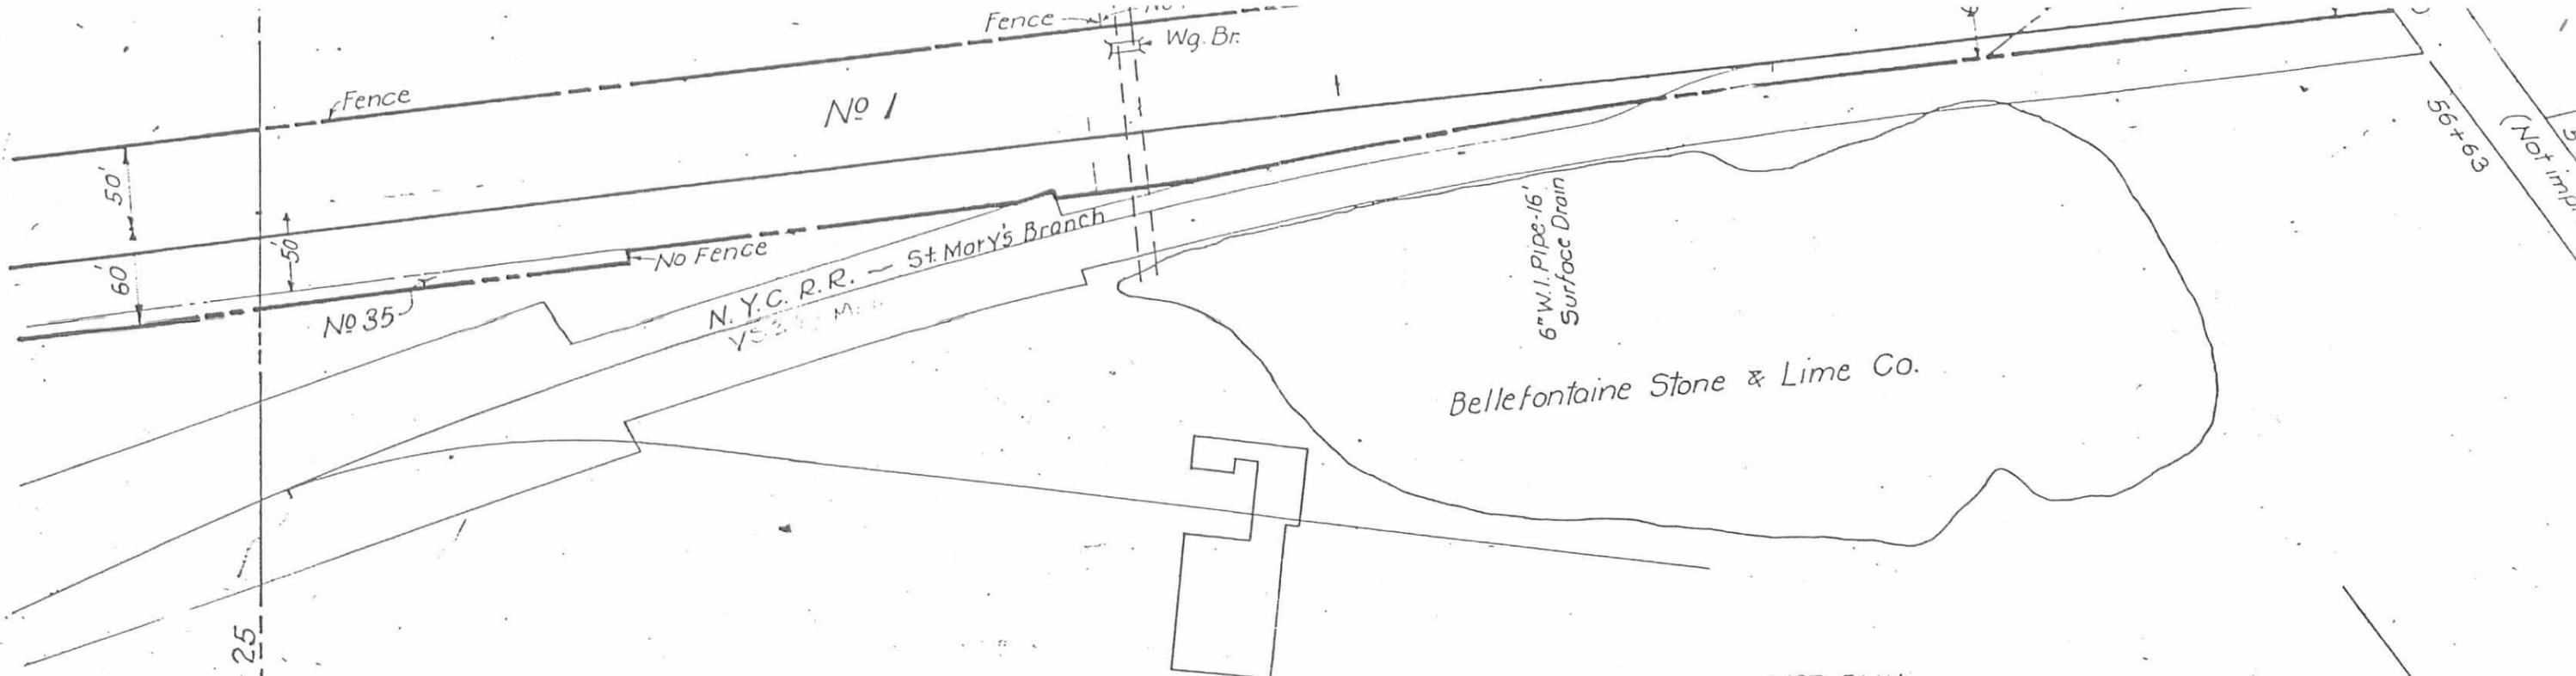 Fence
Wg. Br.
Fence
Nº 1
50'
50'
60'
No Fence
Nº 35
N. Y. C. R. R. — St. Mary's Branch
6" W. I. Pipe-16'
Surface Drain
Bellefontaine Stone & Lime Co.
56+63
(Not imp.
25